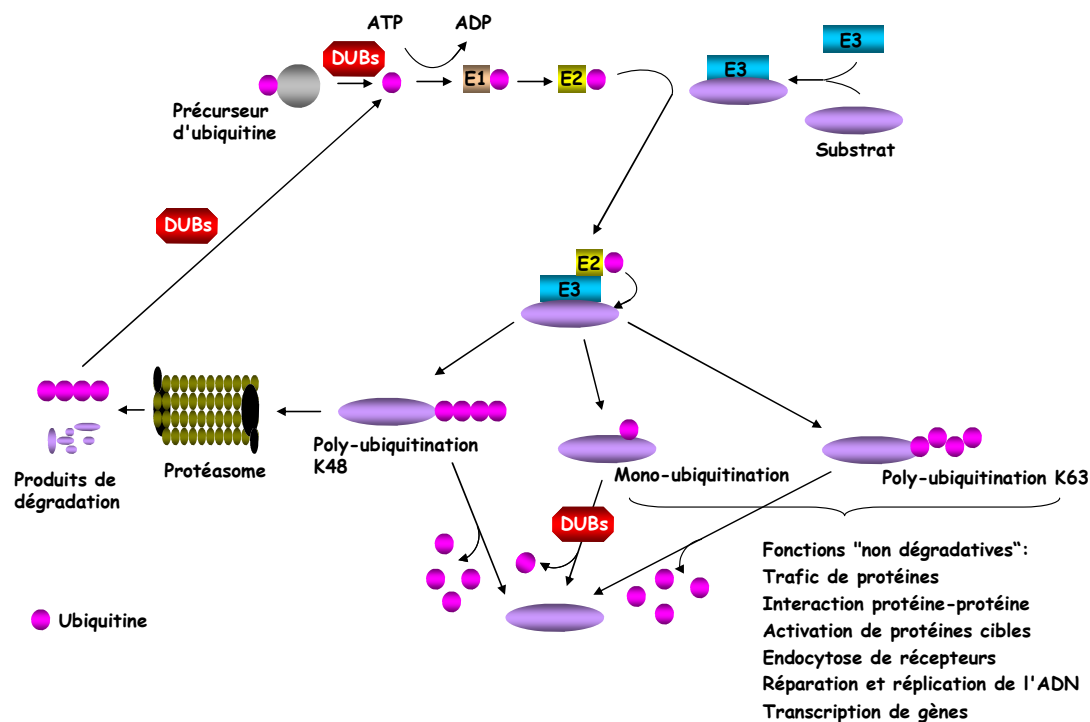 ATP
ADP
DUBs
E1
E2
E3
E3
Précurseur
d'ubiquitine
Substrat
DUBs
E2
E3
Produits de
dégradation
Protéasome
Poly-ubiquitination
K48
Mono-ubiquitination
Poly-ubiquitination K63
DUBs
Fonctions "non dégradatives“:
Trafic de protéines
Interaction protéine-protéine
Activation de protéines cibles
Endocytose de récepteurs
Réparation et réplication de l'ADN
Transcription de gènes
Ubiquitine